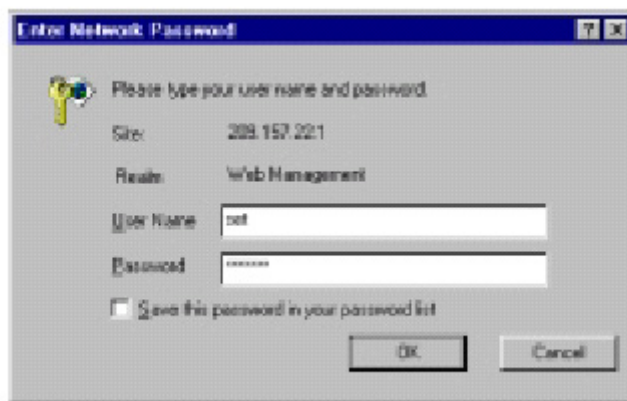 Enter Network Password
Please type your user name and password.
Site: 209.157.22.1
Realm Web Management
User Name set
Password *******
Save this password in your password list
OK Cancel